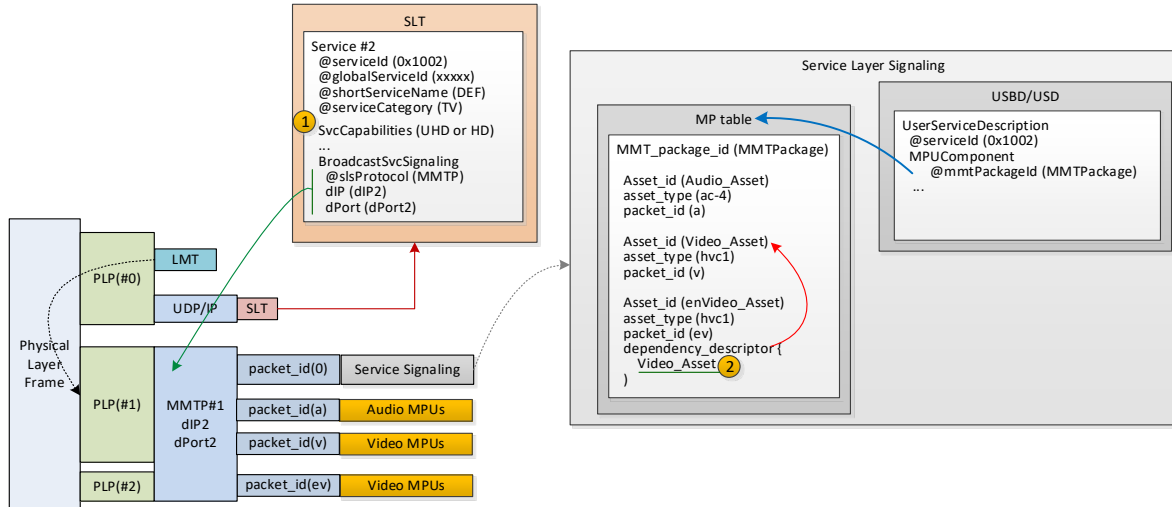 SLT
Service #2
@serviceId (0x1002)
@globalServiceId (xxxxx)
@shortServiceName (DEF)
@serviceCategory (TV)
1
SvcCapabilities (UHD or HD)
...
BroadcastSvcSignaling
@slsProtocol (MMTP)
dIP (dIP2)
dPort (dPort2)
Service Layer Signaling
MP table
MMT_package_id (MMTPackage)
Asset_id (Audio_Asset)
asset_type (ac-4)
packet_id (a)
Asset_id (Video_Asset)
asset_type (hvc1)
packet_id (v)
Asset_id (enVideo_Asset)
asset_type (hvc1)
packet_id (ev)
dependency_descriptor {
Video_Asset
2
}
USBD/USD
UserServiceDescription
@serviceId (0x1002)
MPUComponent
@mmtPackageId (MMTPackage)
...
Physical
Layer
Frame
PLP(#0)
LMT
UDP/IP
SLT
PLP(#1)
MMTP#1
dIP2
dPort2
packet_id(0)
Service Signaling
packet_id(a)
Audio MPUs
packet_id(v)
Video MPUs
PLP(#2)
packet_id(ev)
Video MPUs